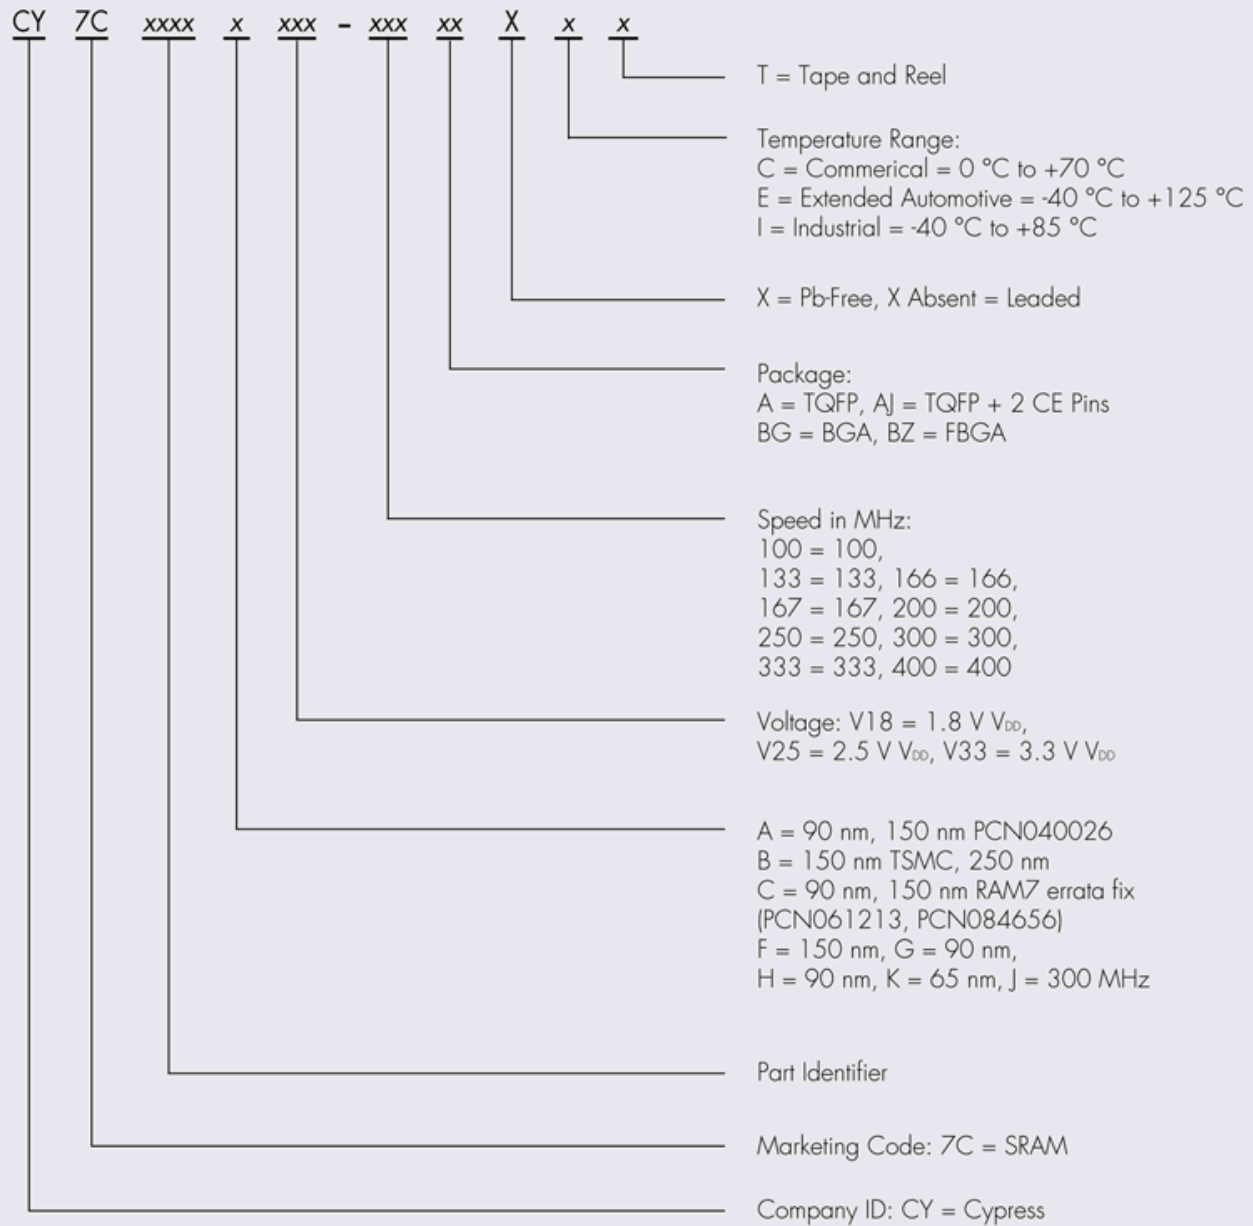 CY 7C xxxx x xxx – xxx xx X x x
T = Tape and Reel
Temperature Range:
C = Commerical = 0 °C to +70 °C
E = Extended Automotive = -40 °C to +125 °C
I = Industrial = -40 °C to +85 °C
X = Pb-Free, X Absent = Leaded
Package:
A = TQFP, AJ = TQFP + 2 CE Pins
BG = BGA, BZ = FBGA
Speed in MHz:
100 = 100,
133 = 133, 166 = 166,
167 = 167, 200 = 200,
250 = 250, 300 = 300,
333 = 333, 400 = 400
Voltage: V18 = 1.8 V VDD,
V25 = 2.5 V VDD, V33 = 3.3 V VDD
A = 90 nm, 150 nm PCN040026
B = 150 nm TSMC, 250 nm
C = 90 nm, 150 nm RAM7 errata fix
(PCN061213, PCN084656)
F = 150 nm, G = 90 nm,
H = 90 nm, K = 65 nm, J = 300 MHz
Part Identifier
Marketing Code: 7C = SRAM
Company ID: CY = Cypress